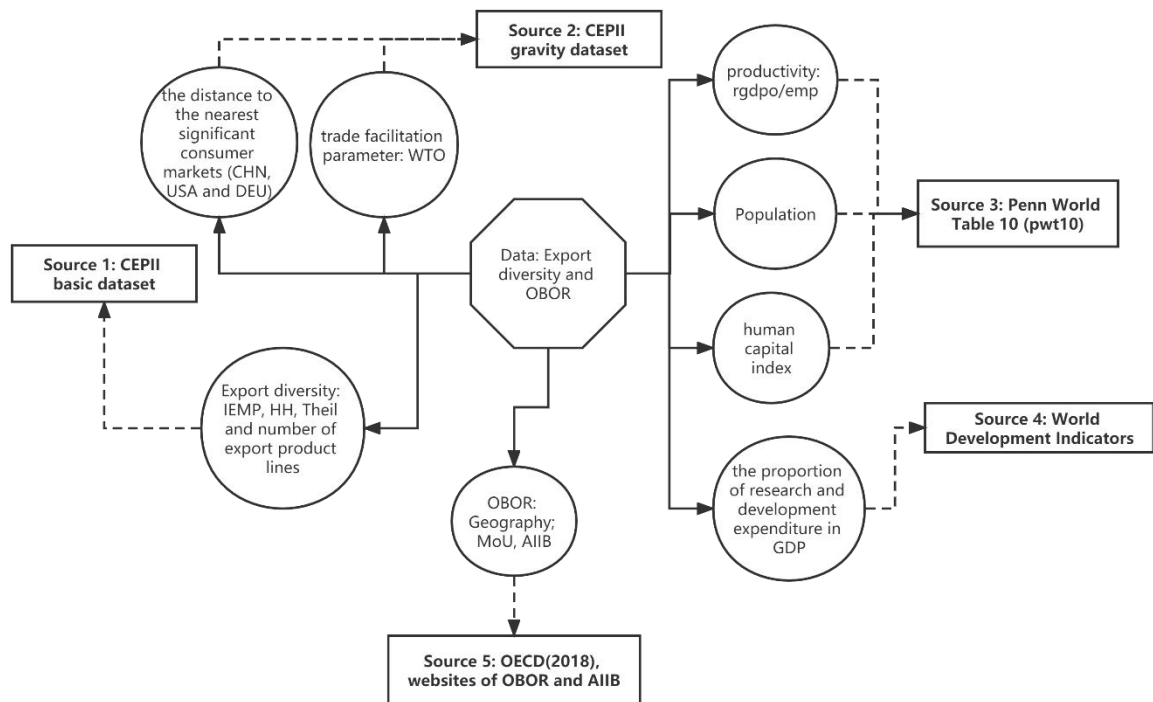 Source 2: CEPII
gravity dataset
the distance to
the nearest
significant
consumer
markets (CHN,
USA and DEU)
trade facilitation
parameter: WTO
productivity:
rgdpo/emp
Population
Source 3: Penn World
Table 10 (pwt10)
Source 1: CEPII
basic dataset
Data: Export
diversity and
OBOR
human
capital
index
Export diversity:
IEMP, HH, Theil
and number of
export product
lines
Source 4: World
Development Indicators
the proportion
of research and
development
expenditure in
GDP
OBOR:
Geography;
MoU, AIIB
Source 5: OECD(2018),
websites of OBOR and AIIB